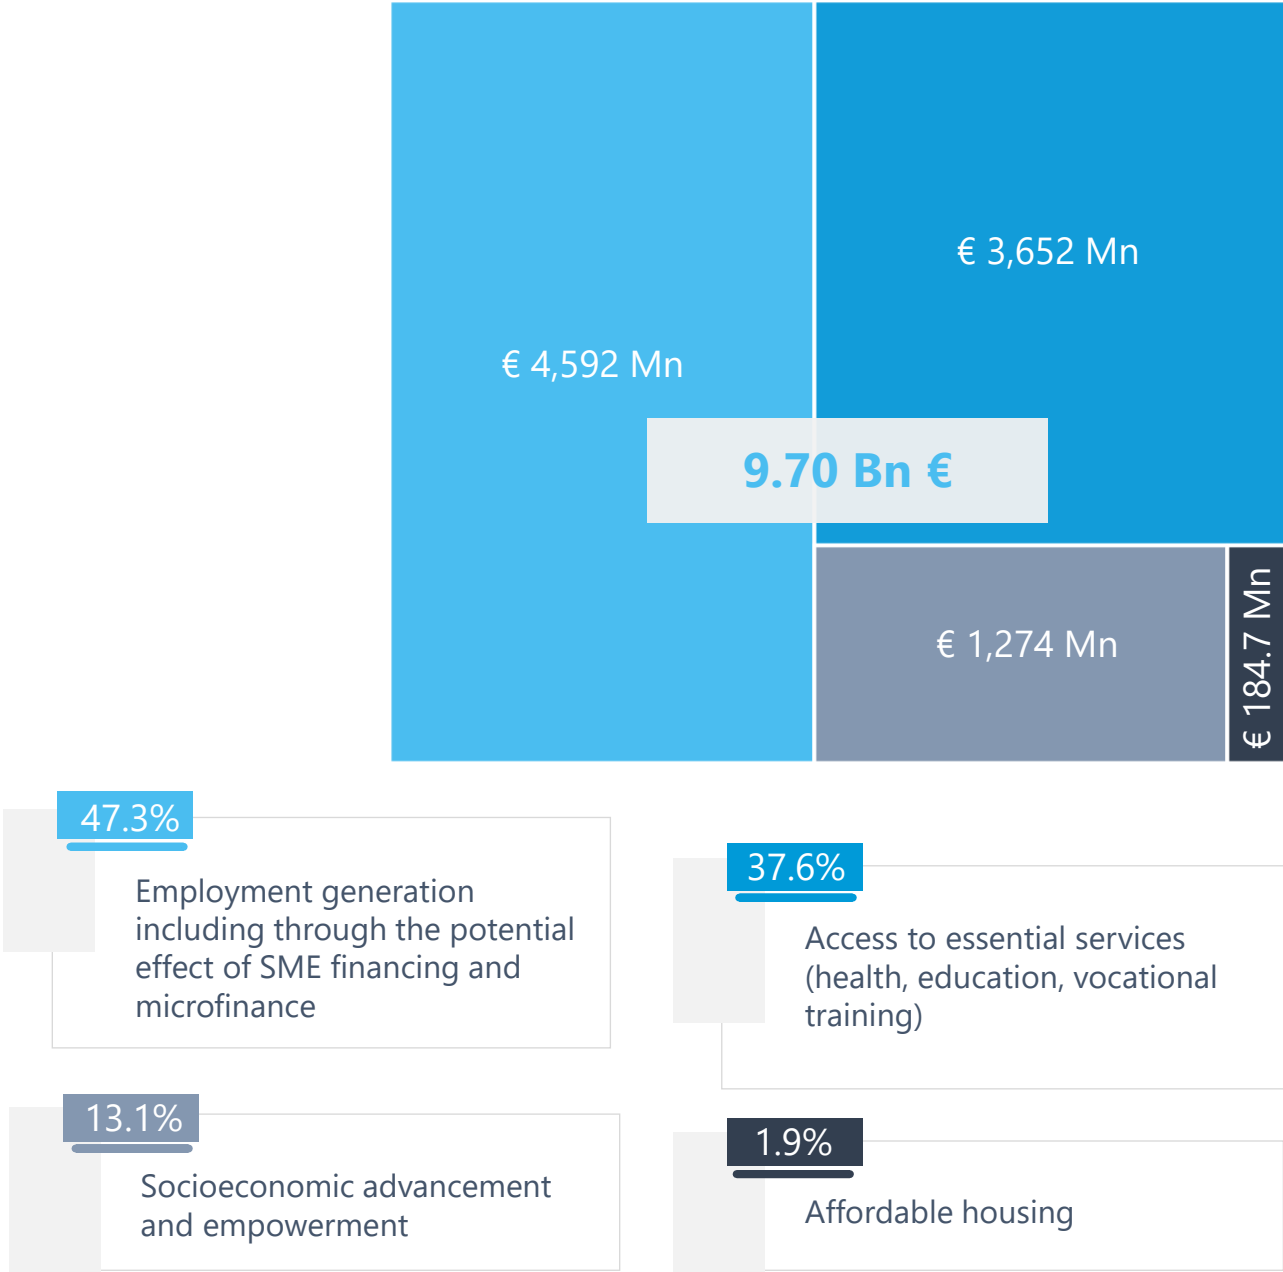 € 3,652 Mn
€ 4,592 Mn
9.70 Bn €
€ 1,274 Mn
€ 184.7 Mn
47.3%
Employment generation
including through the potential
effect of SME financing and
microfinance
37.6%
Access to essential services
(health, education, vocational
training)
13.1%
Socioeconomic advancement
and empowerment
1.9%
Affordable housing